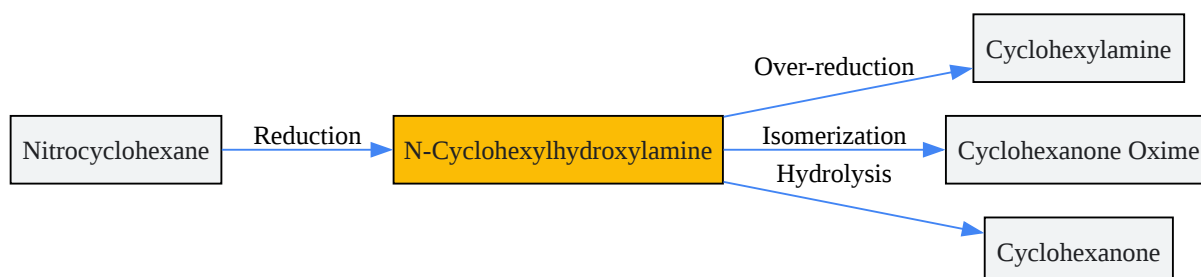 Cyclohexylamine
Over-reduction
Nitrocyclohexane
Reduction
N-Cyclohexylhydroxylamine
Isomerization
Cyclohexanone Oxime
Hydrolysis
Cyclohexanone